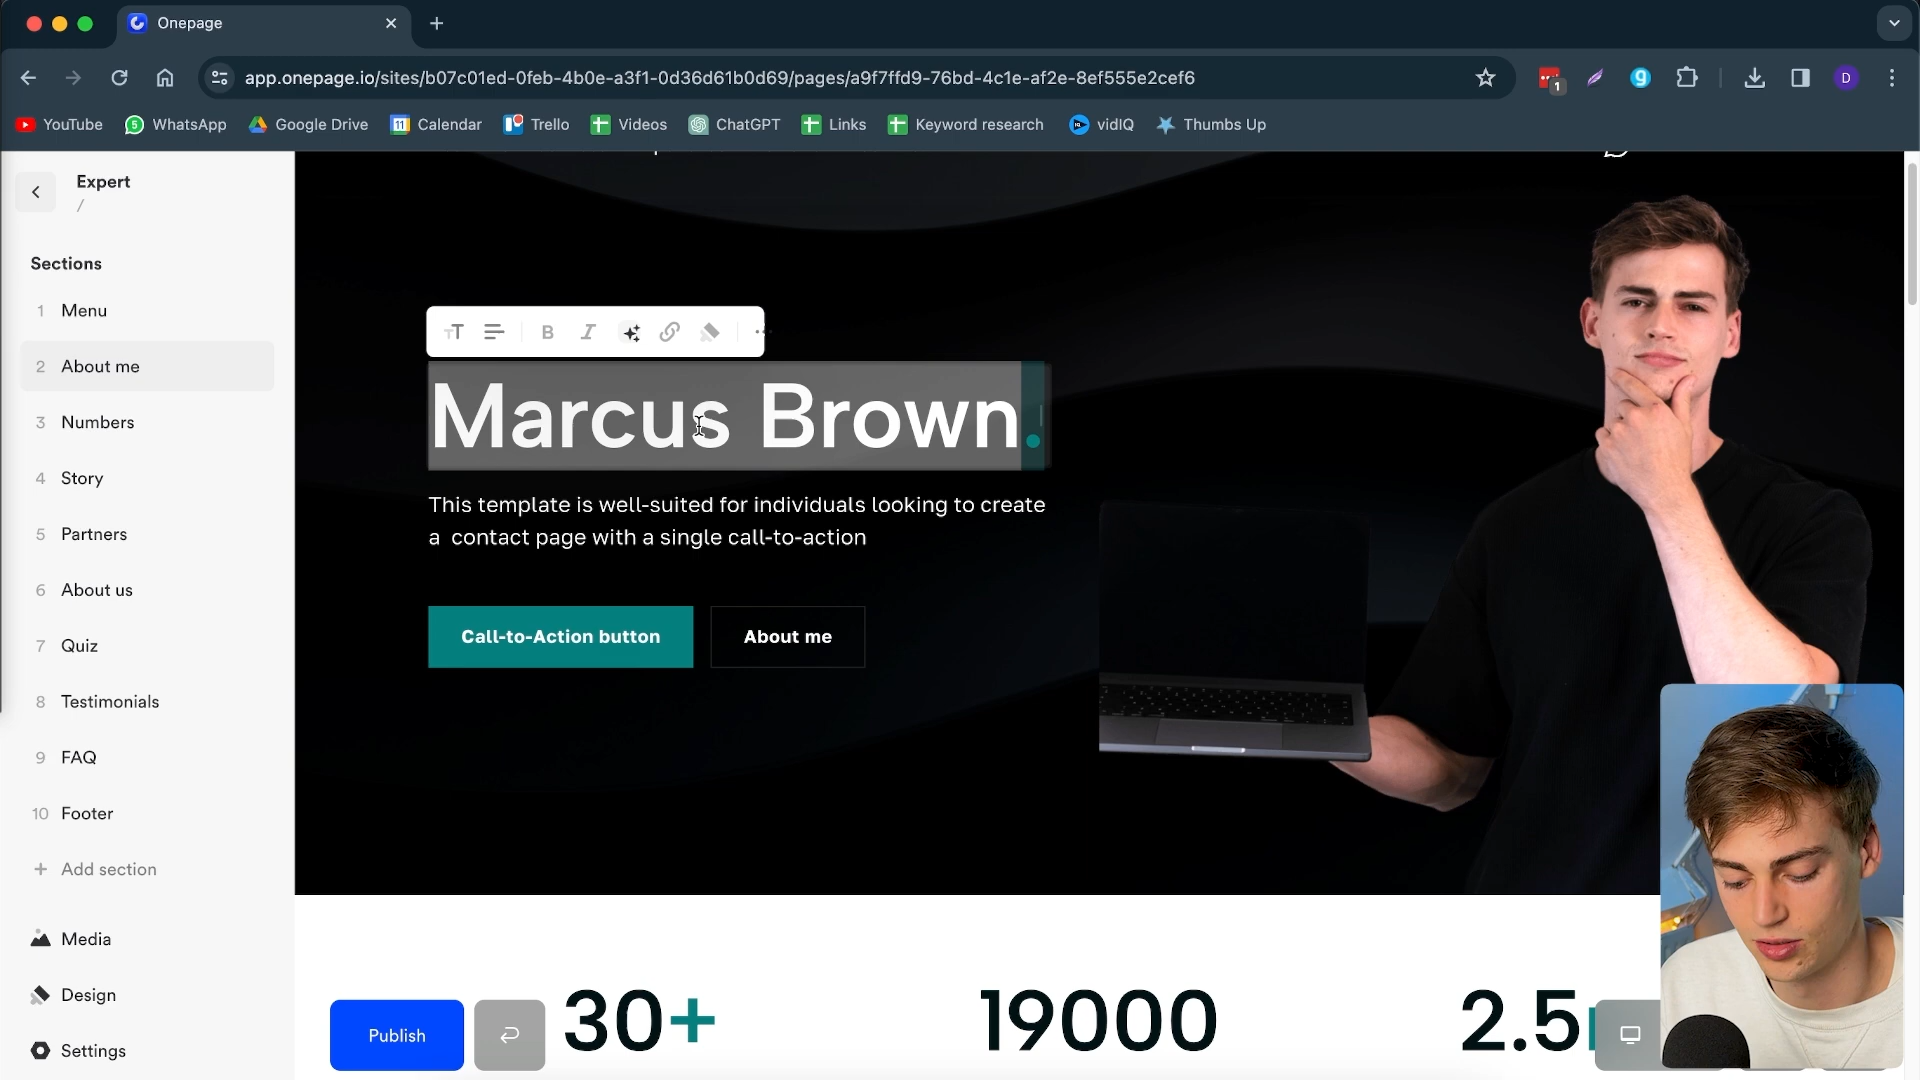 Onepage
app.onepage.io/sites/b07c01ed-0feb-4b0e-a3f1-0d36d61b0d69/pages/a9f7ffd9-76bd-4c1e-af2e-8ef555e2cef6
1
D
YouTube
5 WhatsApp
Google Drive
11 Calendar
Trello
Videos
ChatGPT
Links
Keyword research
vidIQ
Thumbs Up
Expert
/
Sections
1 Menu
2 About me
3 Numbers
4 Story
5 Partners
6 About us
7 Quiz
8 Testimonials
9 FAQ
10 Footer
+ Add section
Media
Design
Settings
TT B I
Marcus Brown.
This template is well-suited for individuals looking to create
a contact page with a single call-to-action
Call-to-Action button
About me
Publish
30+
19000
2.5